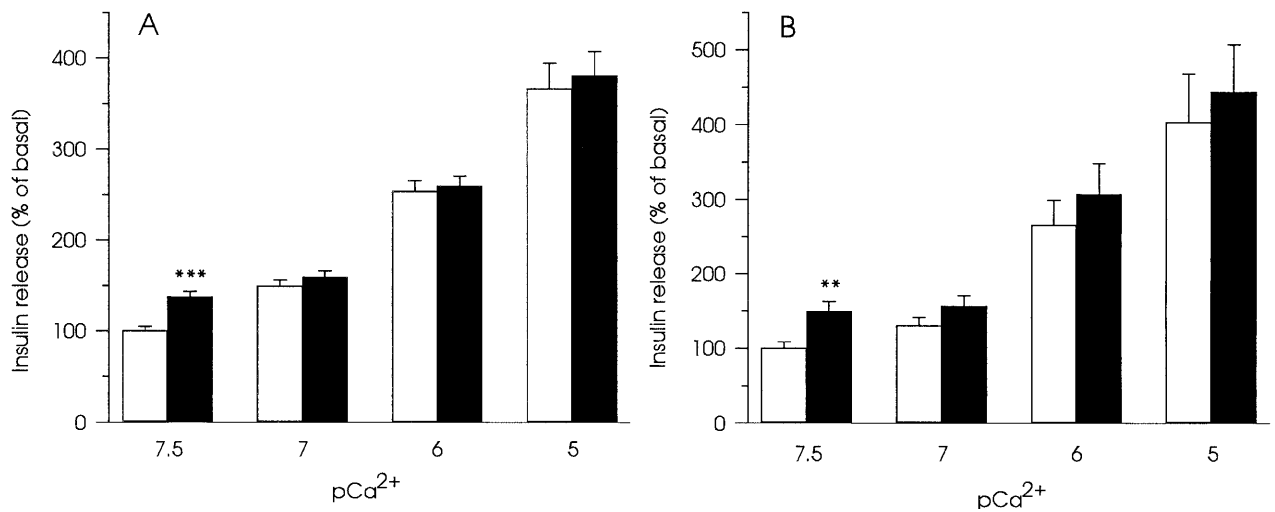 A
Insulin release (% of basal)
400
300
200
100
0
***
7.5 7 6 5
pCa2+
B
Insulin release (% of basal)
500
400
300
200
100
0
**
7.5 7 6 5
pCa2+